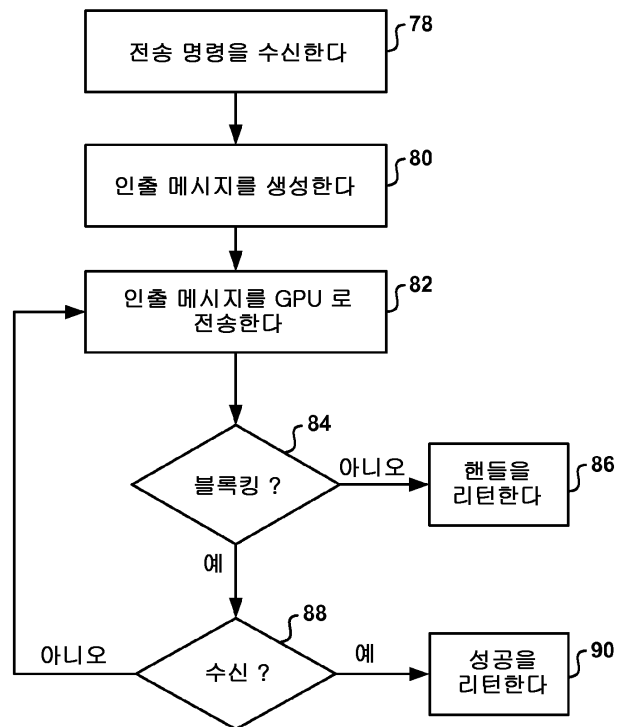 전송 명령을 수신한다
78
인출 메시지를 생성한다
80
인출 메시지를 GPU 로
전송한다
82
블록킹 ?
84
아니오
핸들을
리턴한다
86
예
수신 ?
88
아니오
예
성공을
리턴한다
90